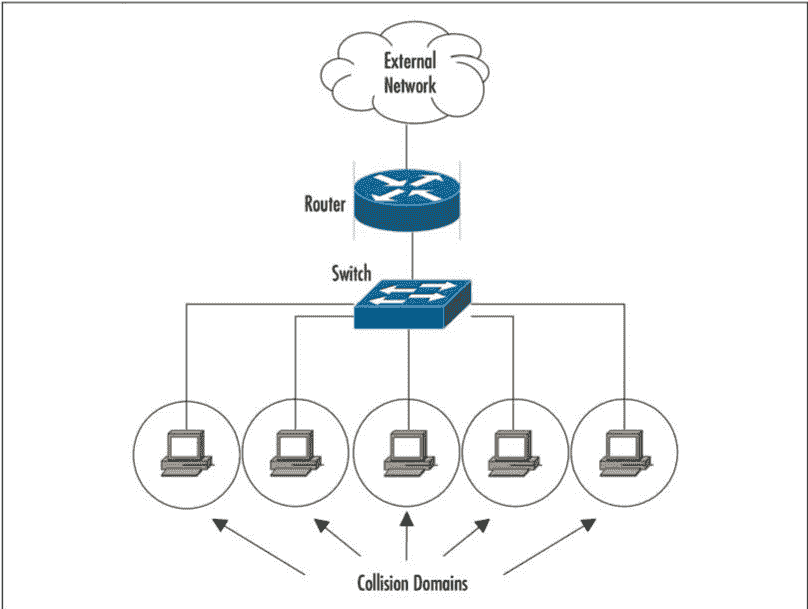 External
Network
Router
Switch
Collision Domains